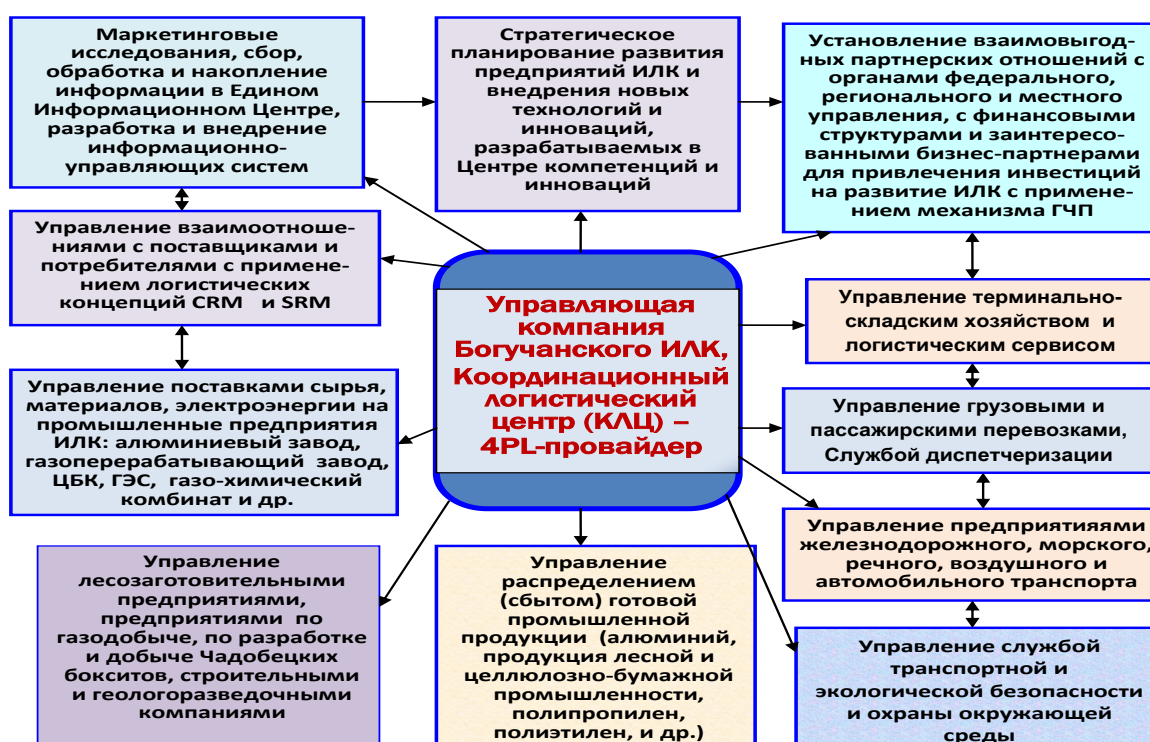 Маркетинговые
исследования, сбор,
обработка и накопление
информации в Едином
Информационном Центре,
разработка и внедрение
информационно-
управляющих систем
Стратегическое
планирование развития
предприятий ИЛК и
внедрения новых
технологий и
инноваций,
разрабатываемых в
Центре компетенций и
инноваций
Установление взаимовыгод-
ных партнерских отношений с
органами федерального,
регионального и местного
управления, с финансовыми
структурами и заинтересо-
ванными бизнес-партнерами
для привлечения инвестиций
на развитие ИЛК с примене-
нием механизма ГЧП
Управление взаимоотноше-
ниями с поставщиками и
потребителями с примене-
нием логистических
концепций CRM и SRM
Управляющая
компания
Богучанского ИЛК,
Координационный
логистический
центр (КЛЦ) –
4PL-провайдер
Управление терминально-
складским хозяйством и
логистическим сервисом
Управление поставками сырья,
материалов, электроэнергии на
промышленные предприятия
ИЛК: алюминиевый завод,
газоперерабатывающий завод,
ЦБК, ГЭС, газо-химический
комбинат и др.
Управление грузовыми и
пассажирскими перевозками,
Службой диспетчеризации
Управление предприятияями
железнодорожного, морского,
речного, воздушного и
автомобильного транспорта
Управление
лесозаготовительными
предприятиями,
предприятиями по
газодобыче, по разработке
и добыче Чадобецких
бокситов, строительными
и геологоразведочными
компаниями
Управление
распределением
(сбытом) готовой
промышленной
продукции (алюминий,
продукция лесной и
целлюлозно-бумажной
промышленности,
полипропилен,
полиэтилен, и др.)
Управление службой
транспортной и
экологической безопасности
и охраны окружающей
среды